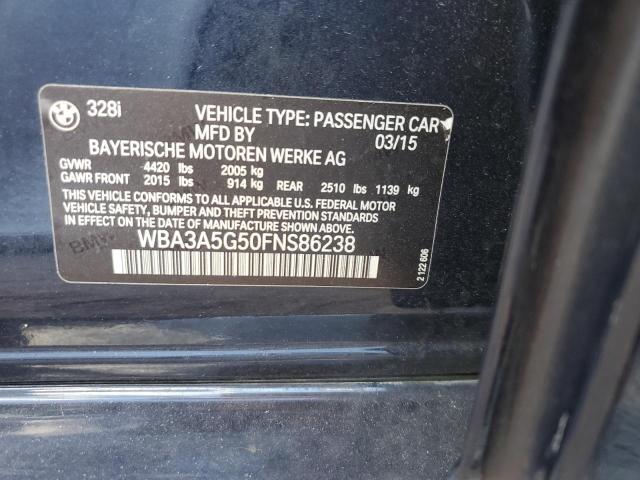 328i VEHICLE TYPE: PASSENGER CAR
MFD BY 03/15
BAYERISCHE MOTOREN WERKE AG
GVWR 4420 lbs 2005 kg
GAWR FRONT 2015 lbs 914 kg REAR 2510 lbs 1139 kg
THIS VEHICLE CONFORMS TO ALL APPLICABLE U.S. FEDERAL MOTOR
VEHICLE SAFETY, BUMPER AND THEFT PREVENTION STANDARDS
IN EFFECT ON THE DATE OF MANUFACTURE SHOWN ABOVE
WBA3A5G50FNS86238
BMW
2 122 606